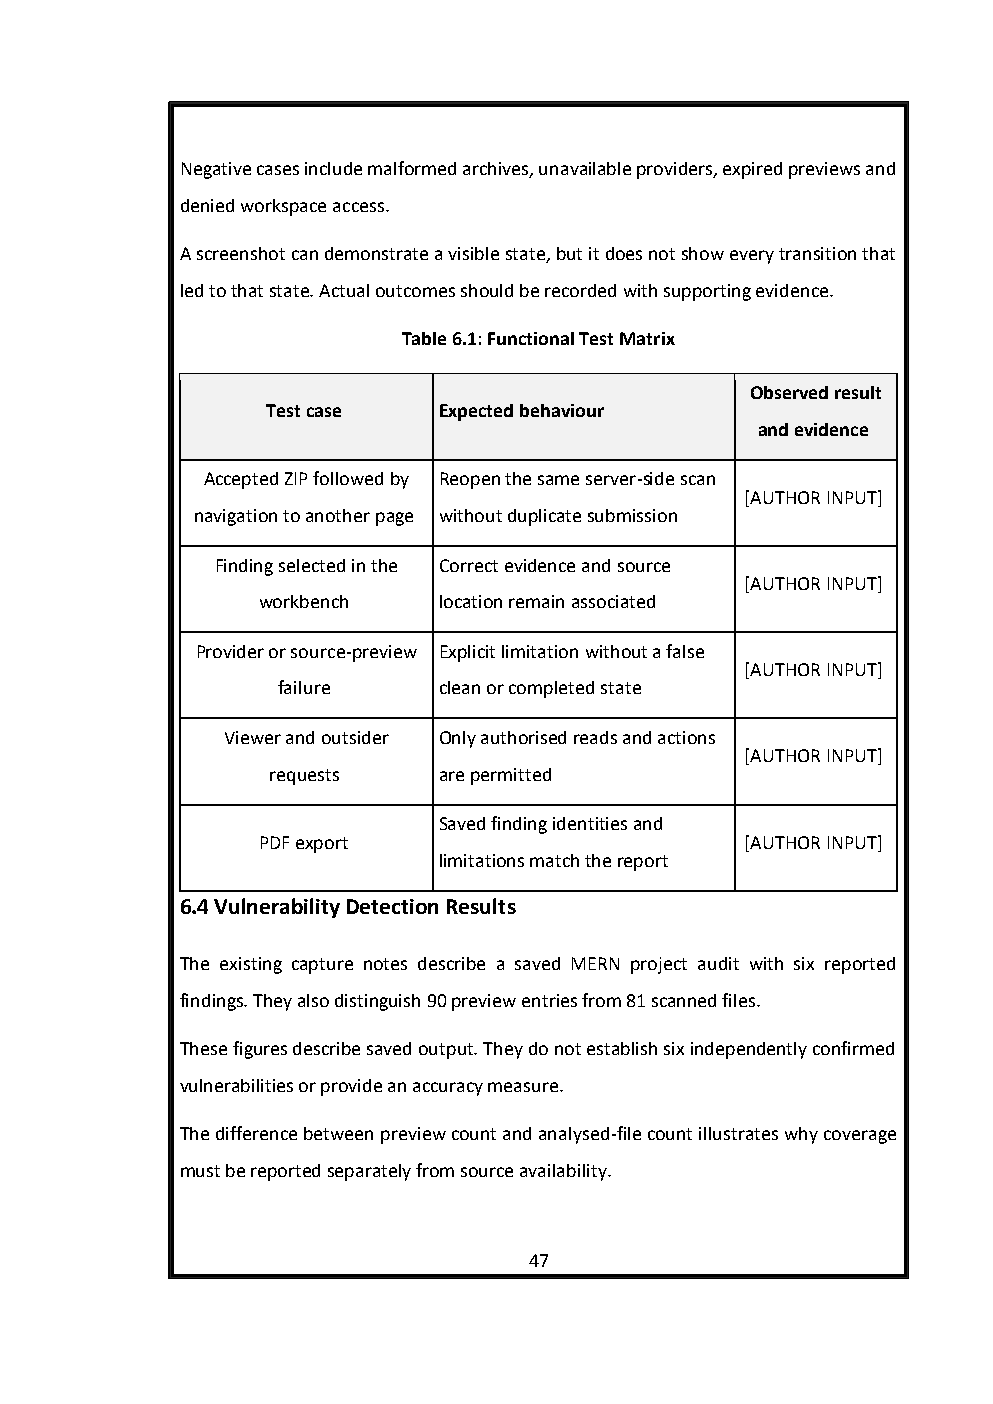 Negative cases include malformed archives, unavailable providers, expired previews and
denied workspace access.
A screenshot can demonstrate a visible state, but it does not show every transition that
led to that state. Actual outcomes should be recorded with supporting evidence.
Table 6.1: Functional Test Matrix
Test case
Expected behaviour
Observed result
and evidence
Accepted ZIP followed by
navigation to another page
Reopen the same server-side scan
without duplicate submission
[AUTHOR INPUT]
Finding selected in the
workbench
Correct evidence and source
location remain associated
[AUTHOR INPUT]
Provider or source-preview
failure
Explicit limitation without a false
clean or completed state
[AUTHOR INPUT]
Viewer and outsider
requests
Only authorised reads and actions
are permitted
[AUTHOR INPUT]
PDF export
Saved finding identities and
limitations match the report
[AUTHOR INPUT]
6.4 Vulnerability Detection Results
The existing capture notes describe a saved MERN project audit with six reported
findings. They also distinguish 90 preview entries from 81 scanned files.
These figures describe saved output. They do not establish six independently confirmed
vulnerabilities or provide an accuracy measure.
The difference between preview count and analysed-file count illustrates why coverage
must be reported separately from source availability.
47